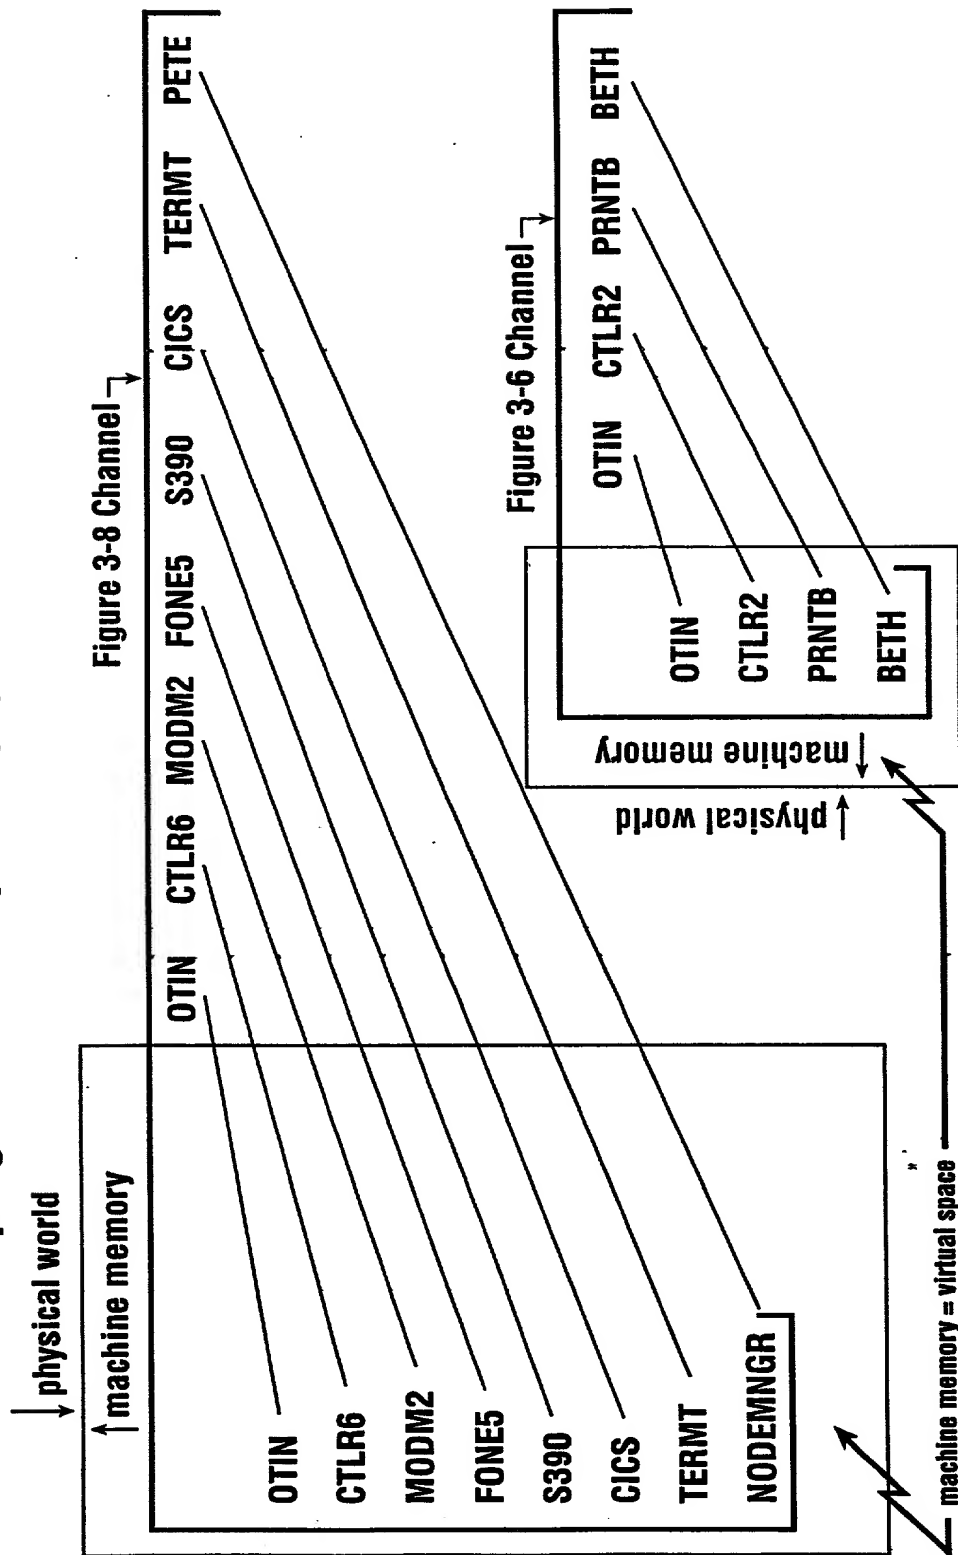 physical world
machine memory
Figure 3-8 Channel
OTIN CTLR6 MODM2 FONE5 S390 CICS TERMT PETE
OTIN
CTLR6
MODM2
FONE5
S390
CICS
TERMT
NODEMNGR
Figure 3-6 Channel
OTIN CTLR2 PRNTB BETH
OTIN
CTLR2
PRNTB
BETH
machine memory
physical world
machine memory = virtual space